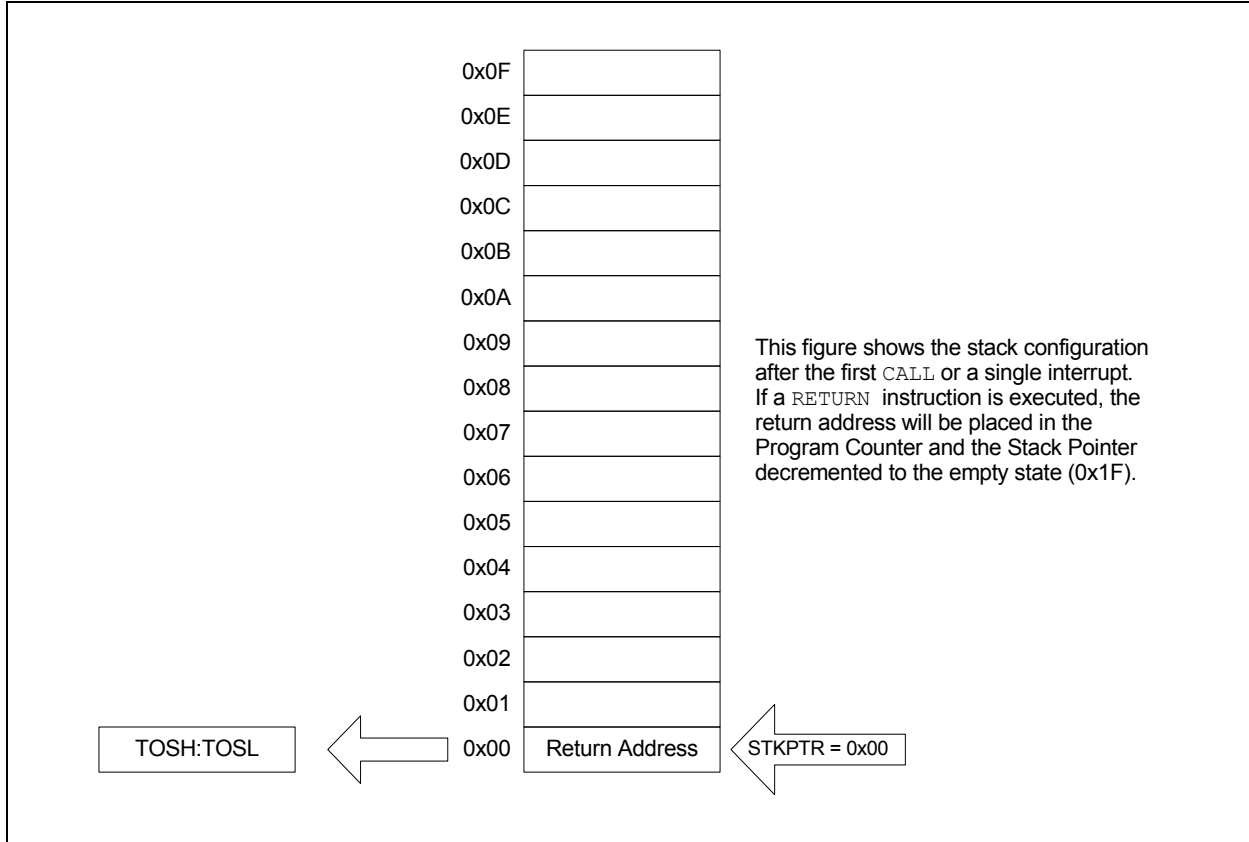 0x0F
0x0E
0x0D
0x0C
0x0B
0x0A
0x09
0x08
0x07
0x06
0x05
0x04
0x03
0x02
0x01
This figure shows the stack configuration
after the first CALL or a single interrupt.
If a RETURN instruction is executed, the
return address will be placed in the
Program Counter and the Stack Pointer
decremented to the empty state (0x1F).
TOSH:TOSL
0x00
Return Address
STKPTR = 0x00